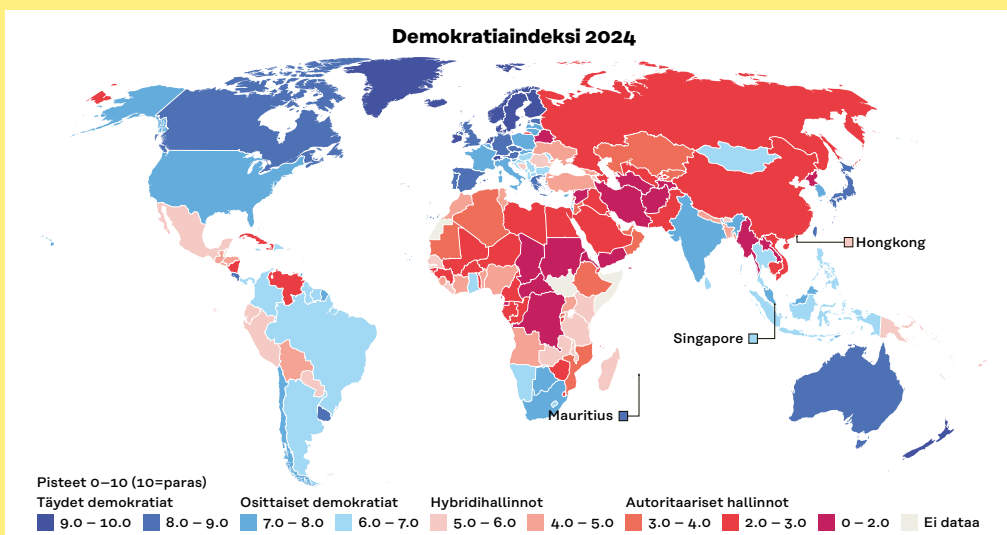 Demokratiaindeksi 2024
Hongkong
Singapore
Mauritius
Pisteet 0–10 (10=paras)
Täydet demokratiat Osittaiset demokratiat Hybridihallinnot Autoritaariset hallinnot
9.0 – 10.0 8.0 – 9.0 7.0 – 8.0 6.0 – 7.0 5.0 – 6.0 4.0 – 5.0 3.0 – 4.0 2.0 – 3.0 0 – 2.0 Ei dataa